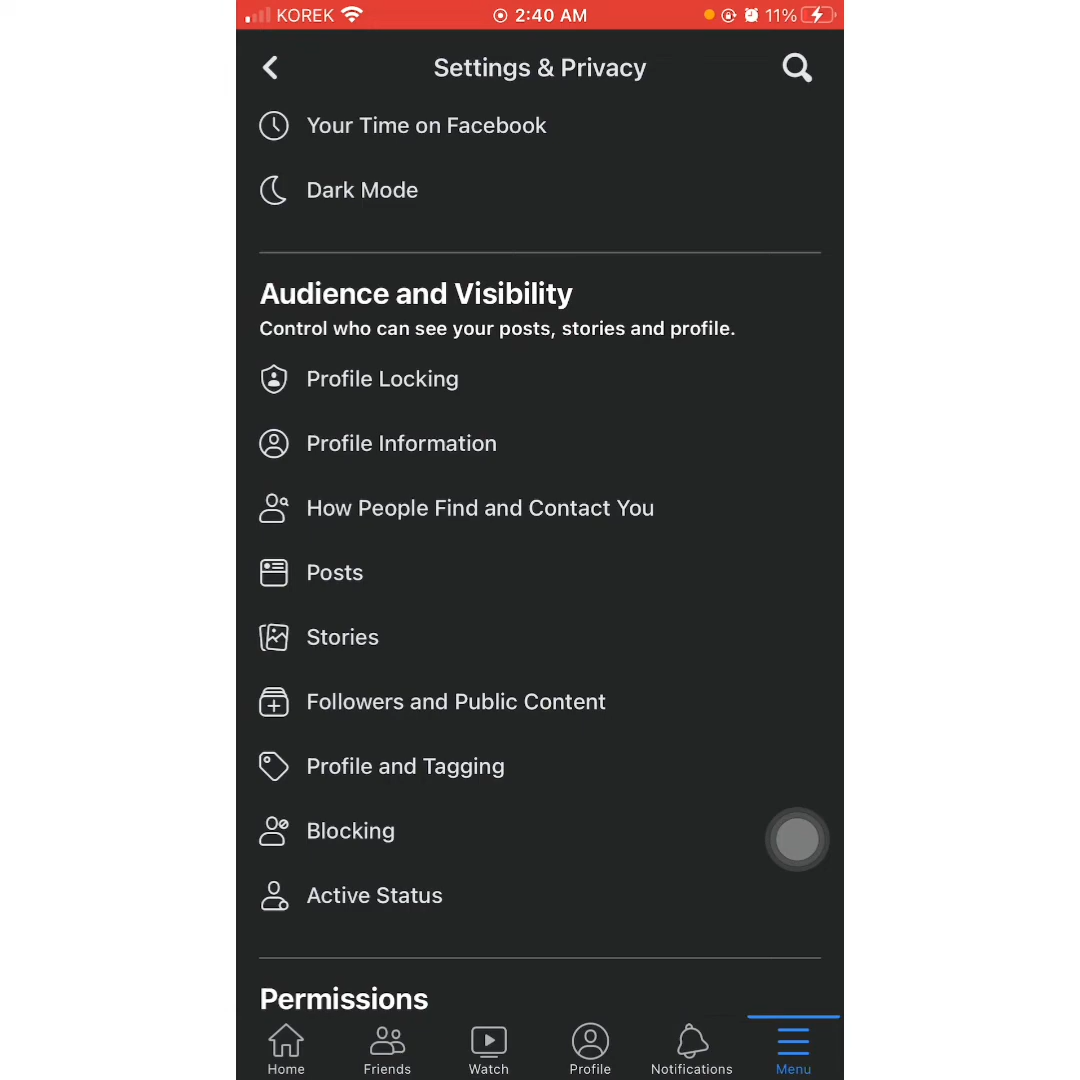 KOREK 2:40 AM 11%
Settings & Privacy
Your Time on Facebook
Dark Mode
Audience and Visibility
Control who can see your posts, stories and profile.
Profile Locking
Profile Information
How People Find and Contact You
Posts
Stories
Followers and Public Content
Profile and Tagging
Blocking
Active Status
Permissions
Home Friends Watch Profile Notifications Menu